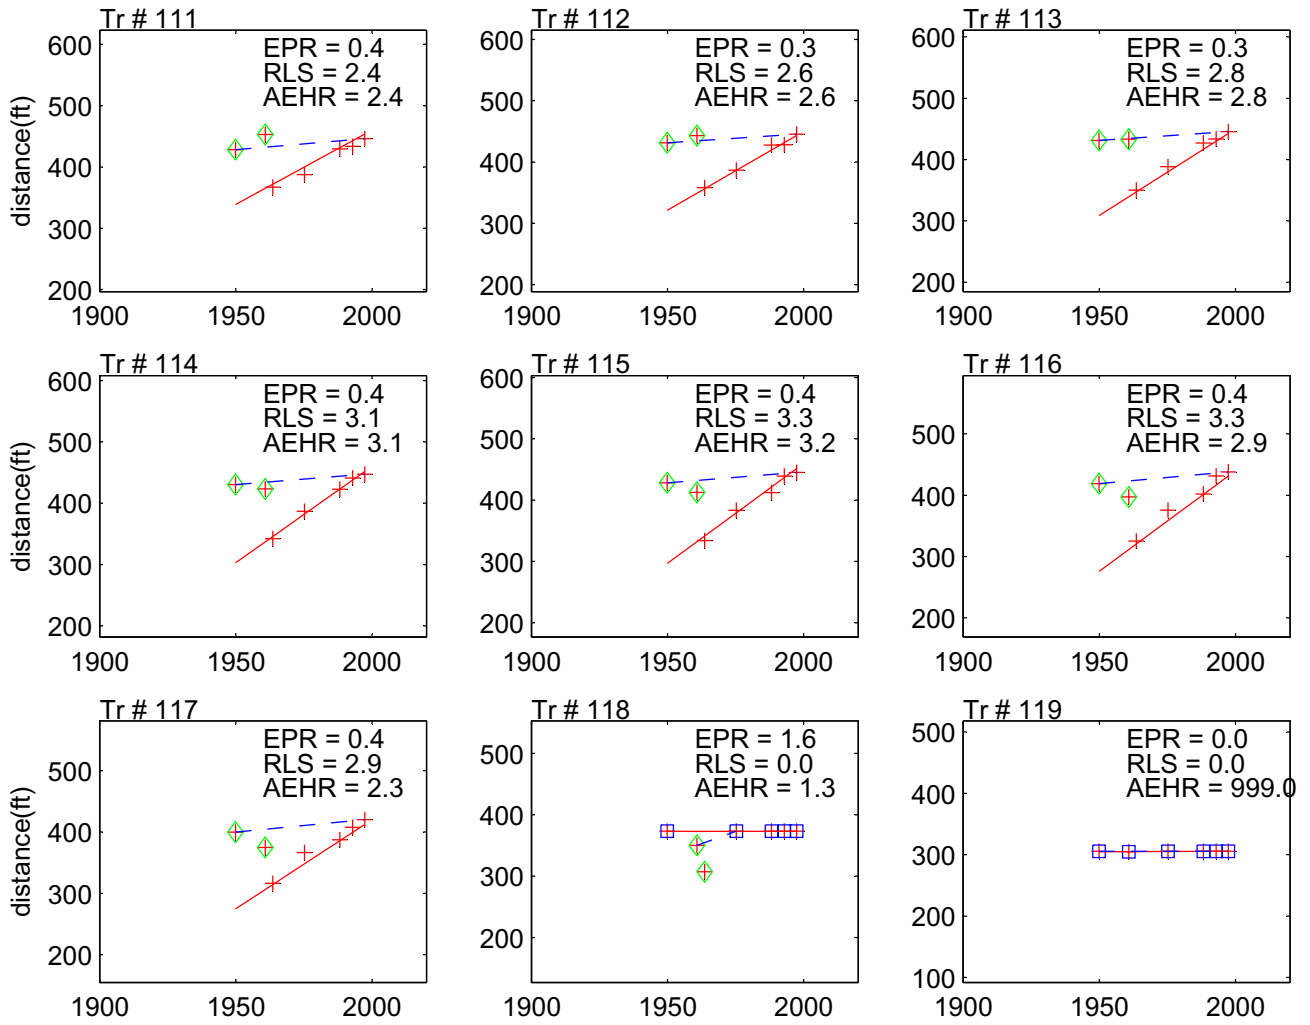 Tr # 111
EPR = 0.4
RLS = 2.4
AEHR = 2.4
600
500
400
300
200
distance(ft)
1900 1950 2000
Tr # 112
EPR = 0.3
RLS = 2.6
AEHR = 2.6
600
500
400
300
200
1900 1950 2000
Tr # 113
EPR = 0.3
RLS = 2.8
AEHR = 2.8
600
500
400
300
200
1900 1950 2000
Tr # 114
EPR = 0.4
RLS = 3.1
AEHR = 3.1
600
500
400
300
200
distance(ft)
1900 1950 2000
Tr # 115
EPR = 0.4
RLS = 3.3
AEHR = 3.2
600
500
400
300
200
1900 1950 2000
Tr # 116
EPR = 0.4
RLS = 3.3
AEHR = 2.9
500
400
300
200
1900 1950 2000
Tr # 117
EPR = 0.4
RLS = 2.9
AEHR = 2.3
500
400
300
200
distance(ft)
1900 1950 2000
Tr # 118
EPR = 1.6
RLS = 0.0
AEHR = 1.3
500
400
300
200
1900 1950 2000
Tr # 119
EPR = 0.0
RLS = 0.0
AEHR = 999.0
500
400
300
200
100
1900 1950 2000